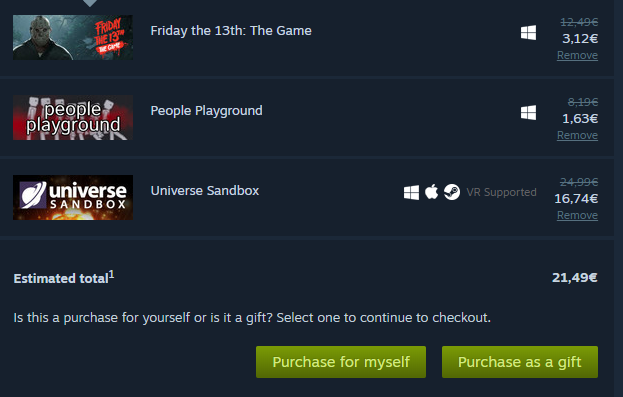 FRIDAY
THE 13TH
THE GAME
Friday the 13th: The Game
12,49€
3,12€
Remove
people
playground
People Playground
8,19€
1,63€
Remove
universe
SANDBOX
Universe Sandbox
VR Supported
24,99€
16,74€
Remove
Estimated total1
21,49€
Is this a purchase for yourself or is it a gift? Select one to continue to checkout.
Purchase for myself
Purchase as a gift